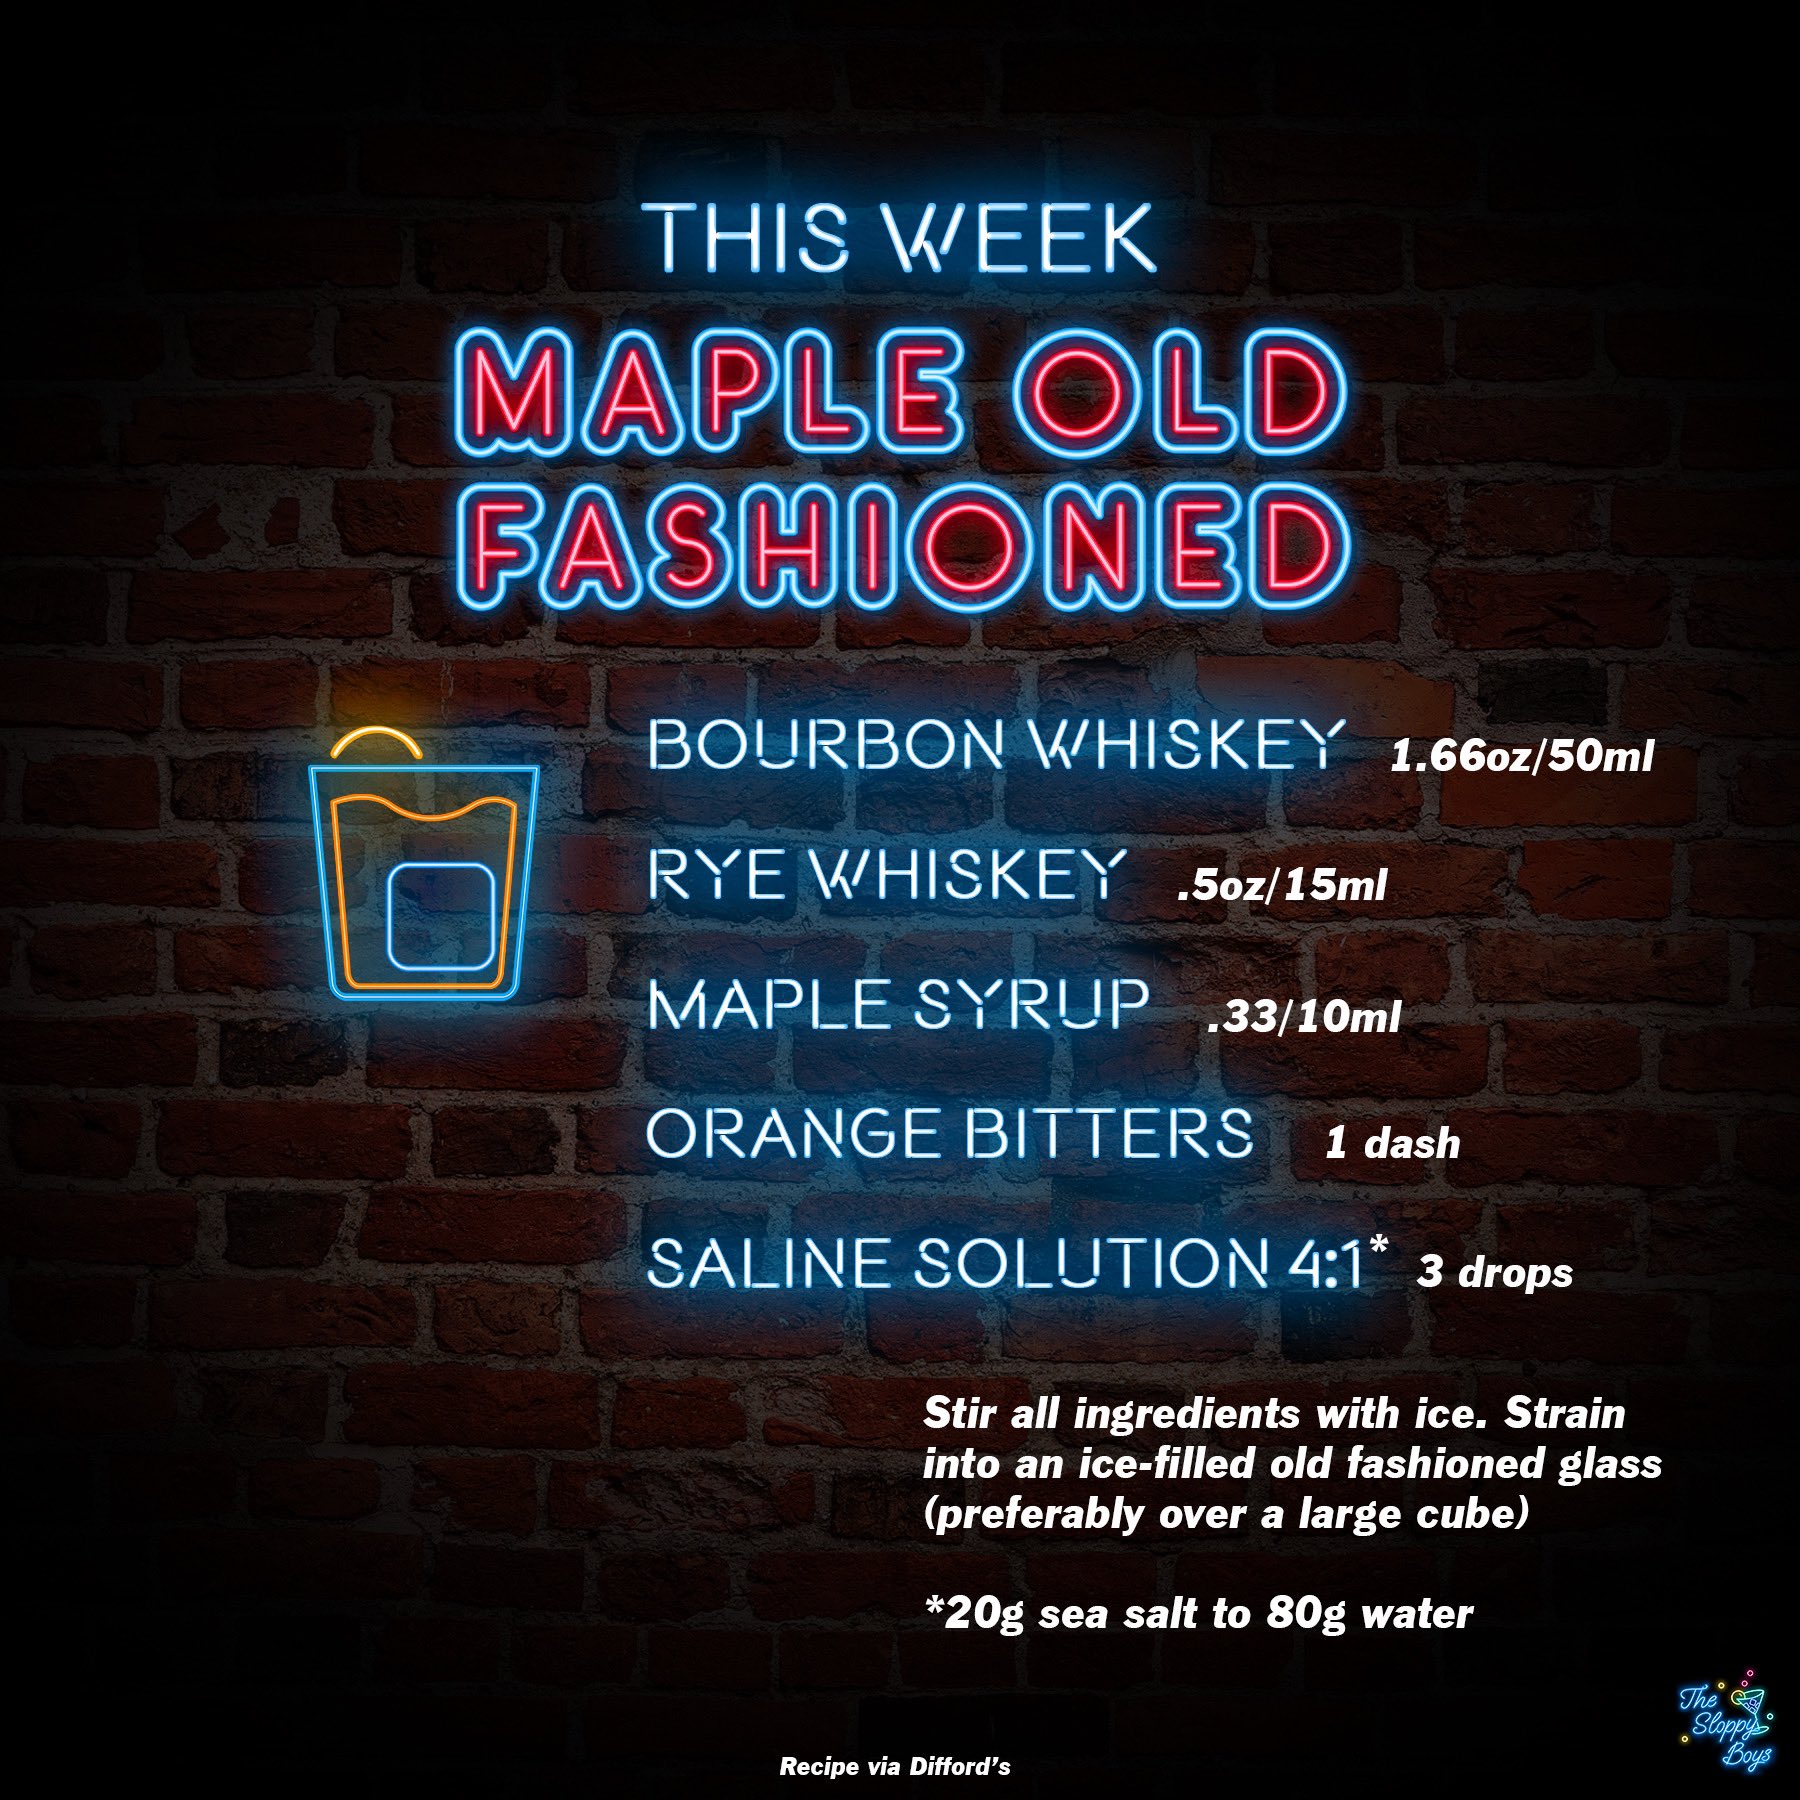 THIS WEEK
MAPLE OLD
FASHIONED
BOURBON WHISKEY 1.66oz/50ml
RYE WHISKEY .5oz/15ml
MAPLE SYRUP .33/10ml
ORANGE BITTERS 1 dash
SALINE SOLUTION 4:1* 3 drops
Stir all ingredients with ice. Strain
into an ice-filled old fashioned glass
(preferably over a large cube)
*20g sea salt to 80g water
The
Sloppy
Boys
Recipe via Difford's